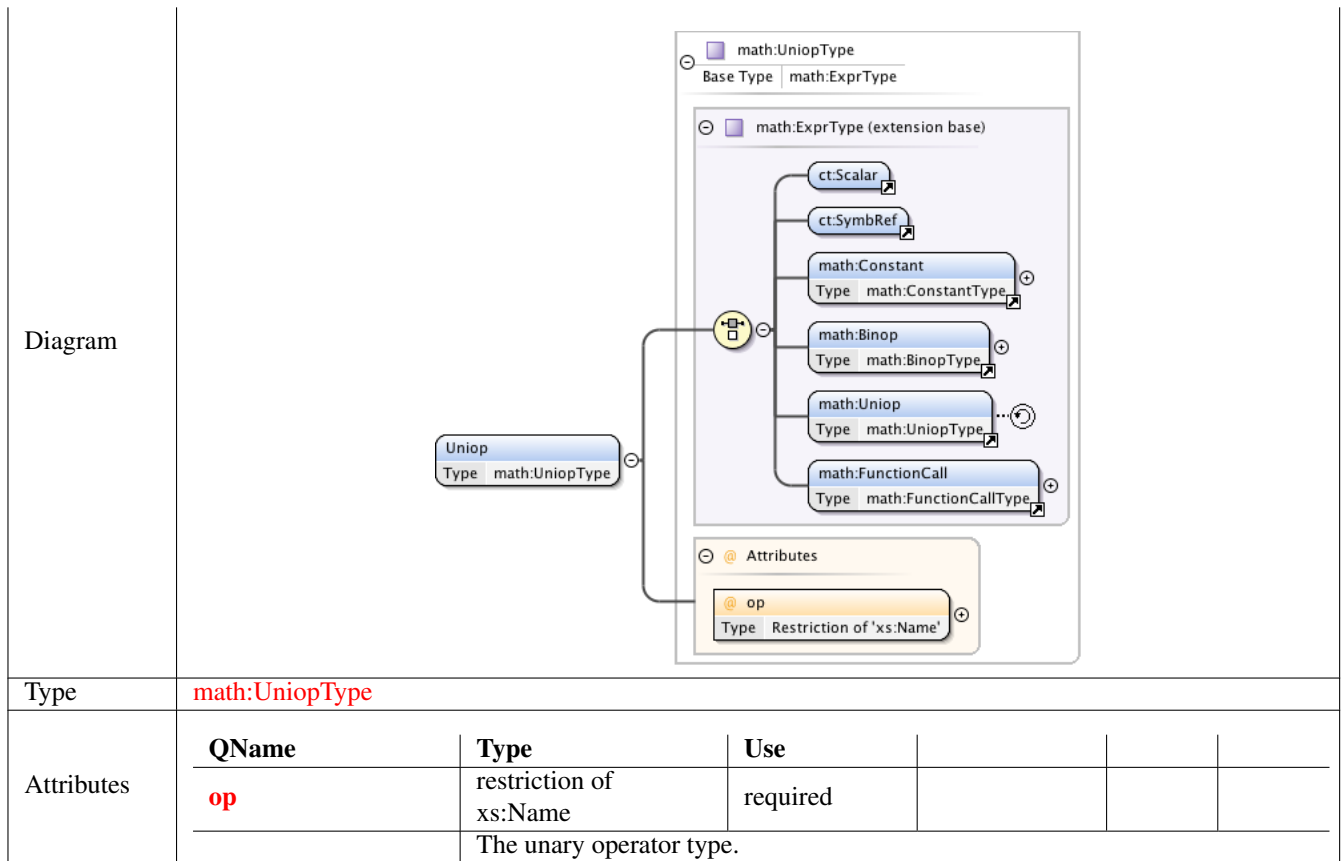 Diagram
math:UniopType
Base Type math:ExprType
math:ExprType (extension base)
ct:Scalar
ct:SymbRef
math:Constant
Type math:ConstantType
math:Binop
Type math:BinopType
math:Uniop
Type math:UniopType
math:FunctionCall
Type math:FunctionCallType
Uniop
Type math:UniopType
@ Attributes
@ op
Type Restriction of 'xs:Name'
Type math:UniopType
Attributes
QName Type Use
op restriction of xs:Name required
The unary operator type.